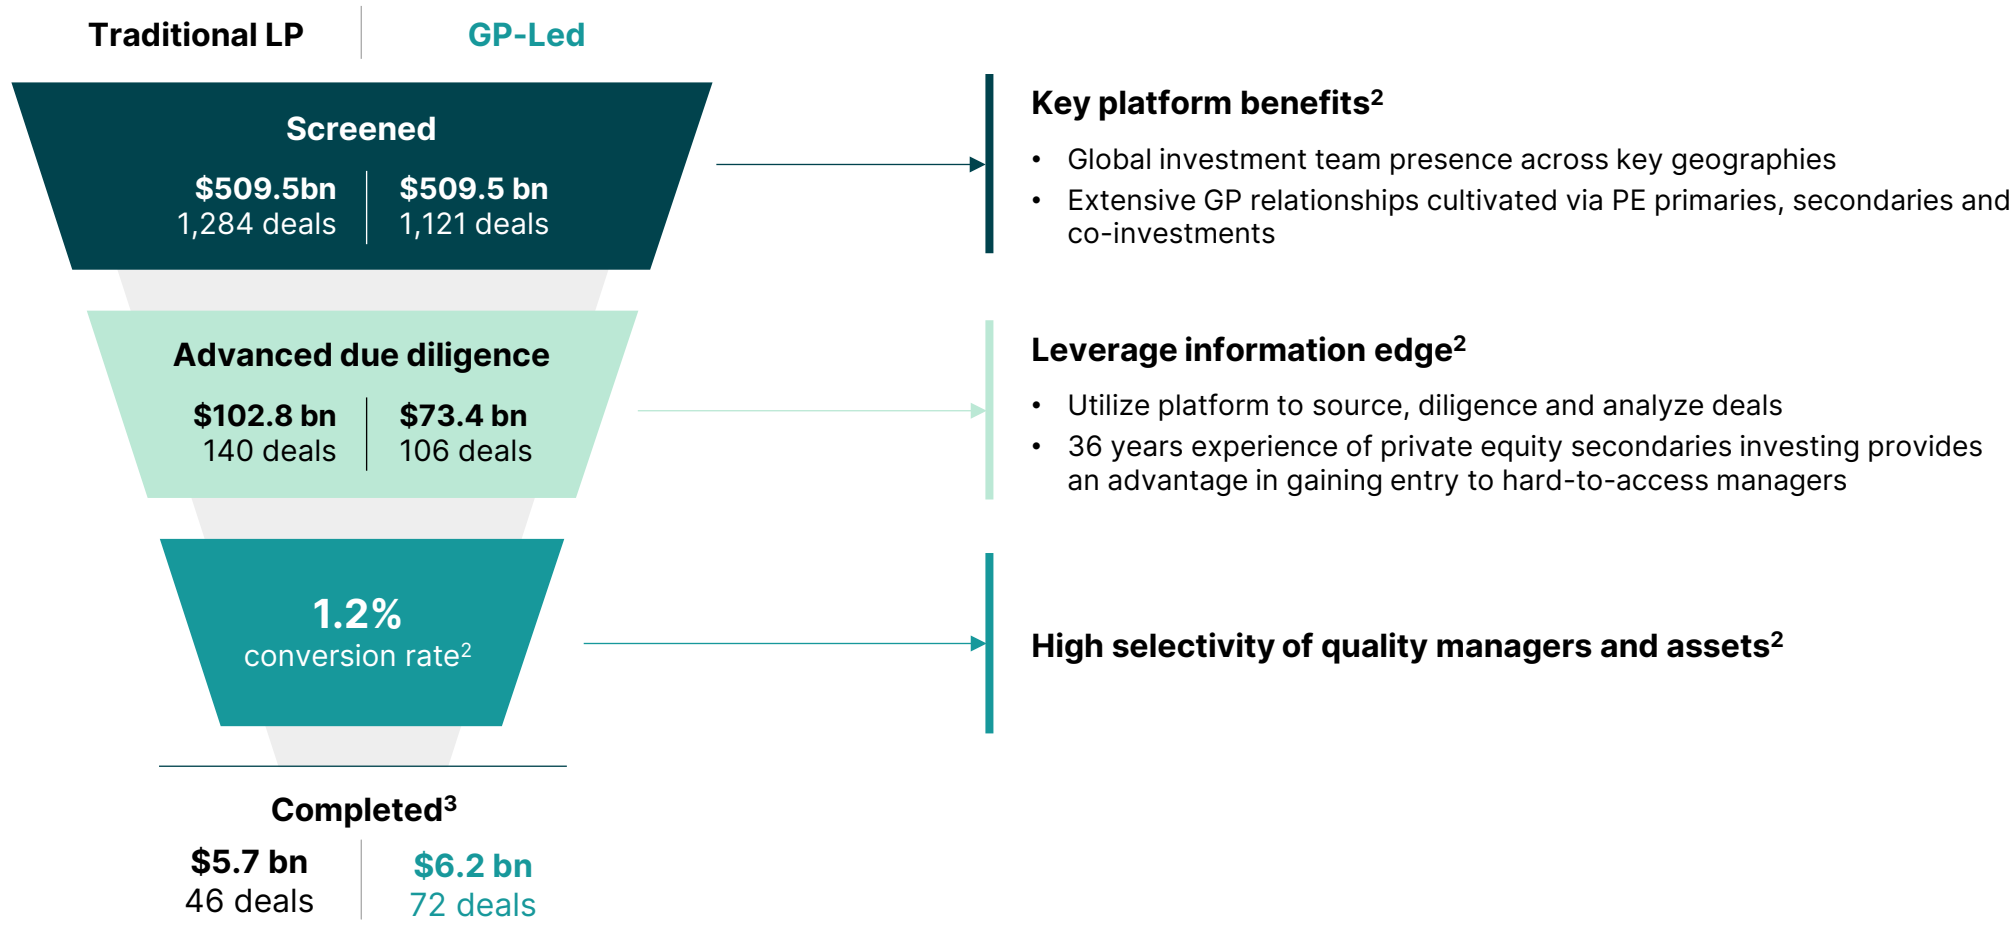 Traditional LP
GP-Led
Screened
$509.5bn
$509.5 bn
1,284 deals
1,121 deals
Key platform benefits²
• Global investment team presence across key geographies
• Extensive GP relationships cultivated via PE primaries, secondaries and
co-investments
Advanced due diligence
$102.8 bn
$73.4 bn
140 deals
106 deals
Leverage information edge²
• Utilize platform to source, diligence and analyze deals
• 36 years experience of private equity secondaries investing provides
an advantage in gaining entry to hard-to-access managers
1.2%
conversion rate²
High selectivity of quality managers and assets²
Completed³
$5.7 bn
$6.2 bn
46 deals
72 deals